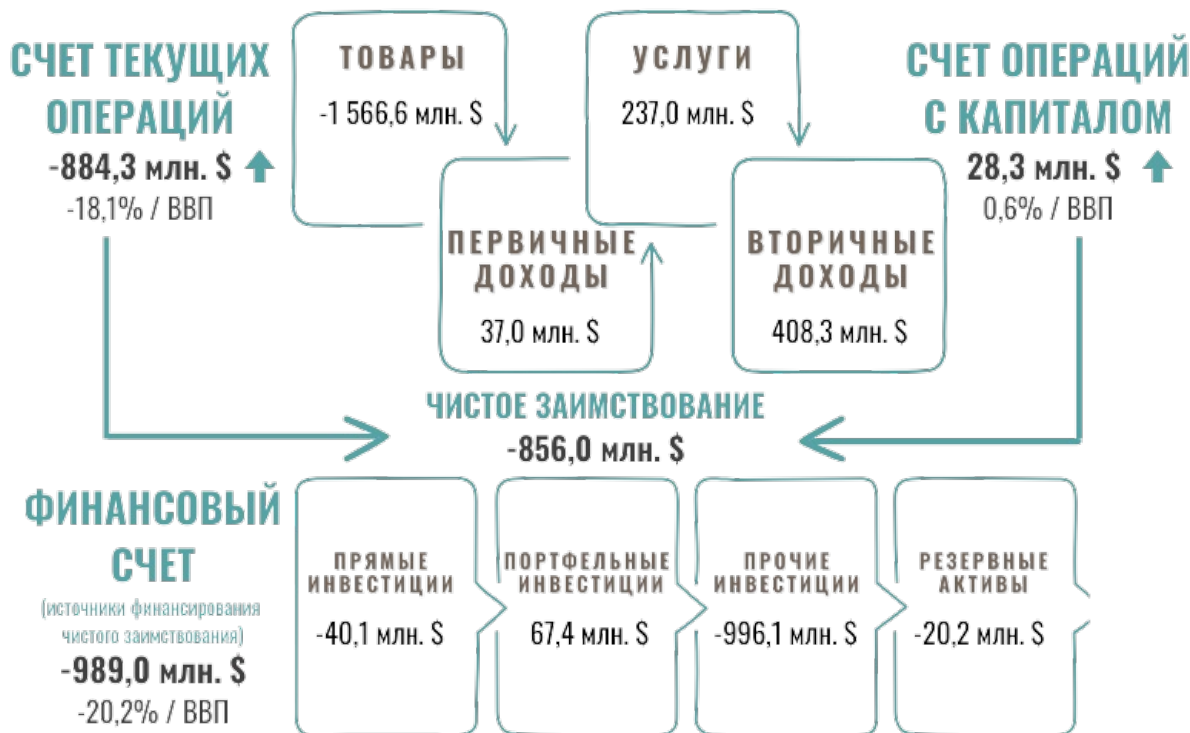 СЧЕТ ТЕКУЩИХ
ОПЕРАЦИЙ
-884,3 млн. $
-18,1% / ВВП
ТОВАРЫ
-1 566,6 млн. $
УСЛУГИ
237,0 млн. $
СЧЕТ ОПЕРАЦИЙ
С КАПИТАЛОМ
28,3 млн. $
0,6% / ВВП
ПЕРВИЧНЫЕ
ДОХОДЫ
37,0 млн. $
ВТОРИЧНЫЕ
ДОХОДЫ
408,3 млн. $
ЧИСТОЕ ЗАИМСТВОВАНИЕ
-856,0 млн. $
ФИНАНСОВЫЙ
СЧЕТ
(источники финансирования
чистого заимствования)
-989,0 млн. $
-20,2% / ВВП
ПРЯМЫЕ
ИНВЕСТИЦИИ
-40,1 млн. $
ПОРТФЕЛЬНЫЕ
ИНВЕСТИЦИИ
67,4 млн. $
ПРОЧИЕ
ИНВЕСТИЦИИ
-996,1 млн. $
РЕЗЕРВНЫЕ
АКТИВЫ
-20,2 млн. $